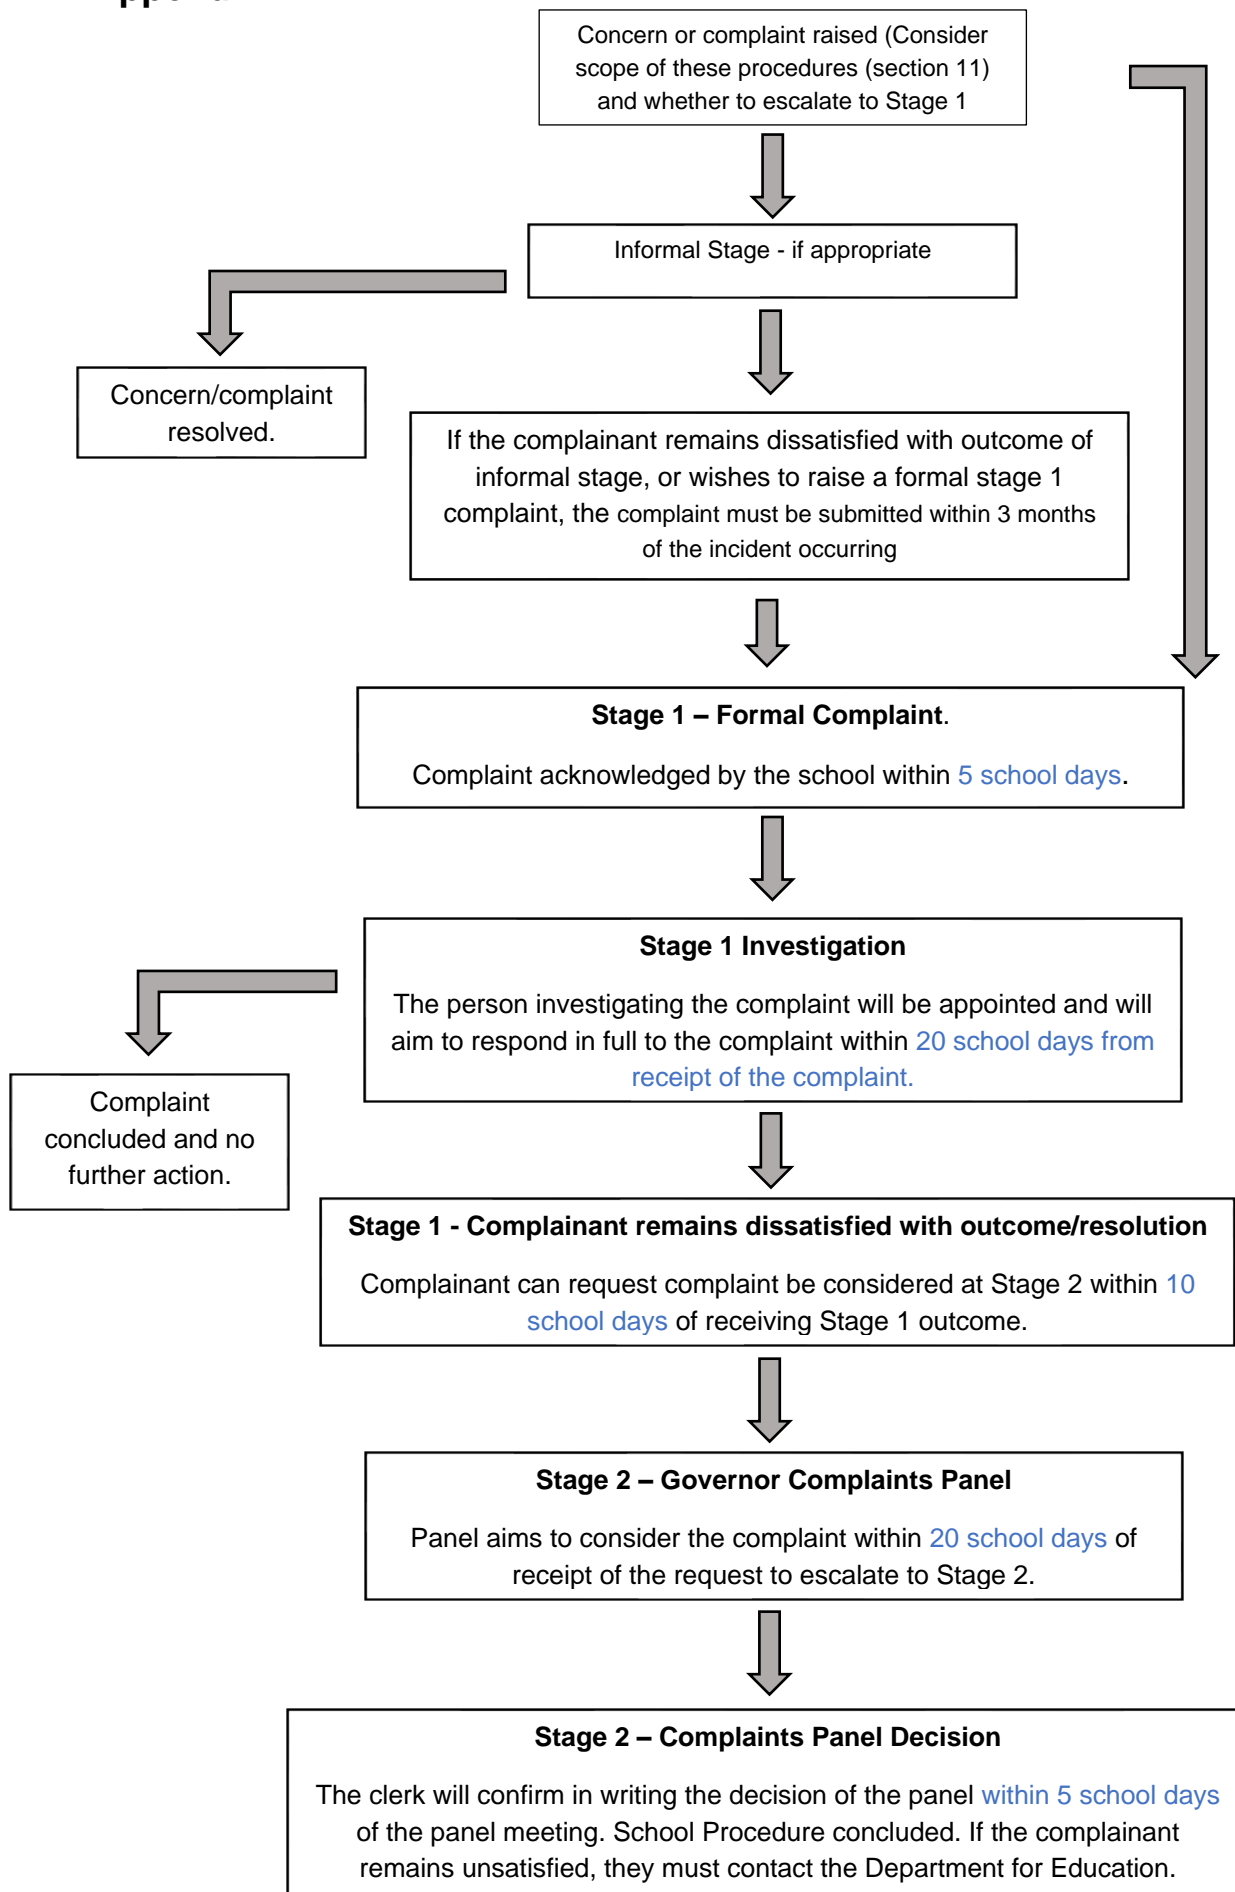 Concern or complaint raised (Consider
scope of these procedures (section 11)
and whether to escalate to Stage 1
Informal Stage - if appropriate
Concern/complaint
resolved.
If the complainant remains dissatisfied with outcome of
informal stage, or wishes to raise a formal stage 1
complaint, the complaint must be submitted within 3 months
of the incident occurring
Stage 1 – Formal Complaint.
Complaint acknowledged by the school within 5 school days.
Stage 1 Investigation
The person investigating the complaint will be appointed and will
aim to respond in full to the complaint within 20 school days from
receipt of the complaint.
Complaint
concluded and no
further action.
Stage 1 - Complainant remains dissatisfied with outcome/resolution
Complainant can request complaint be considered at Stage 2 within 10
school days of receiving Stage 1 outcome.
Stage 2 – Governor Complaints Panel
Panel aims to consider the complaint within 20 school days of
receipt of the request to escalate to Stage 2.
Stage 2 – Complaints Panel Decision
The clerk will confirm in writing the decision of the panel within 5 school days
of the panel meeting. School Procedure concluded. If the complainant
remains unsatisfied, they must contact the Department for Education.